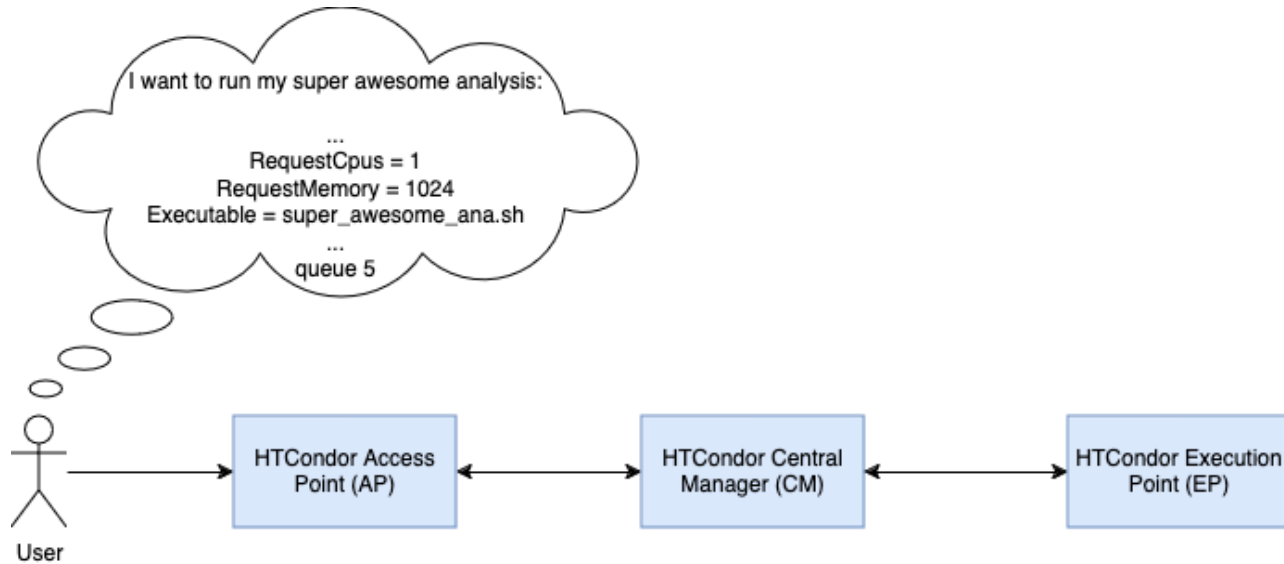 I want to run my super awesome analysis:
...
RequestCpus = 1
RequestMemory = 1024
Executable = super_awesome_ana.sh
...
queue 5
HTCondor Access
Point (AP)
HTCondor Central
Manager (CM)
HTCondor Execution
Point (EP)
User